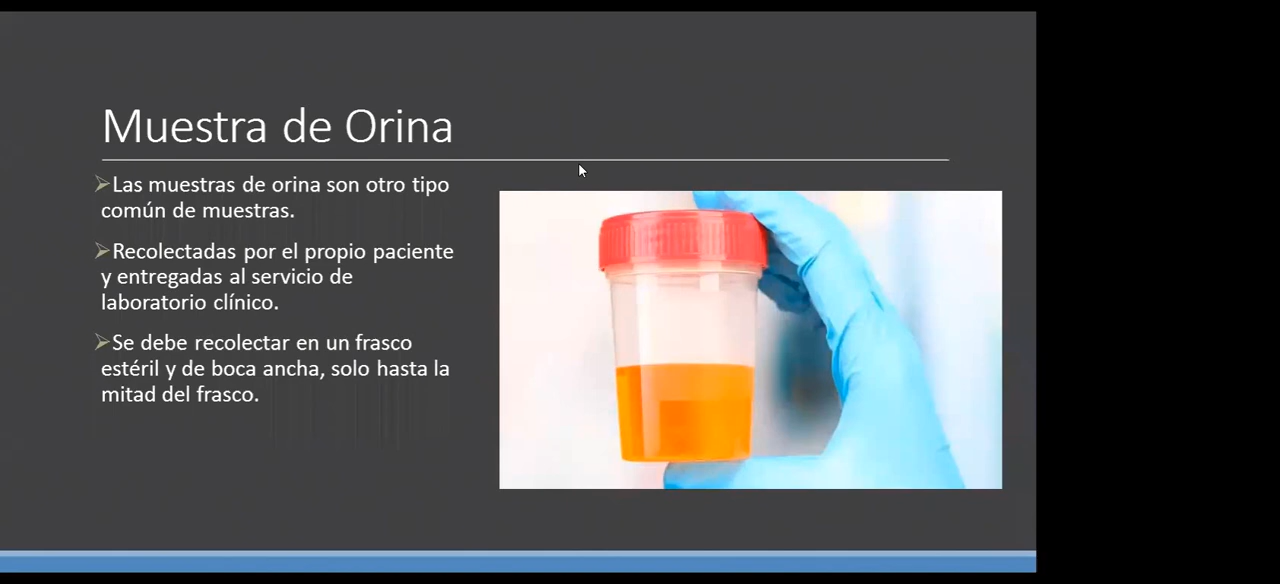 Muestra de Orina
➢Las muestras de orina son otro tipo
común de muestras.
➢Recolectadas por el propio paciente
y entregadas al servicio de
laboratorio clínico.
➢Se debe recolectar en un frasco
estéril y de boca ancha, solo hasta la
mitad del frasco.